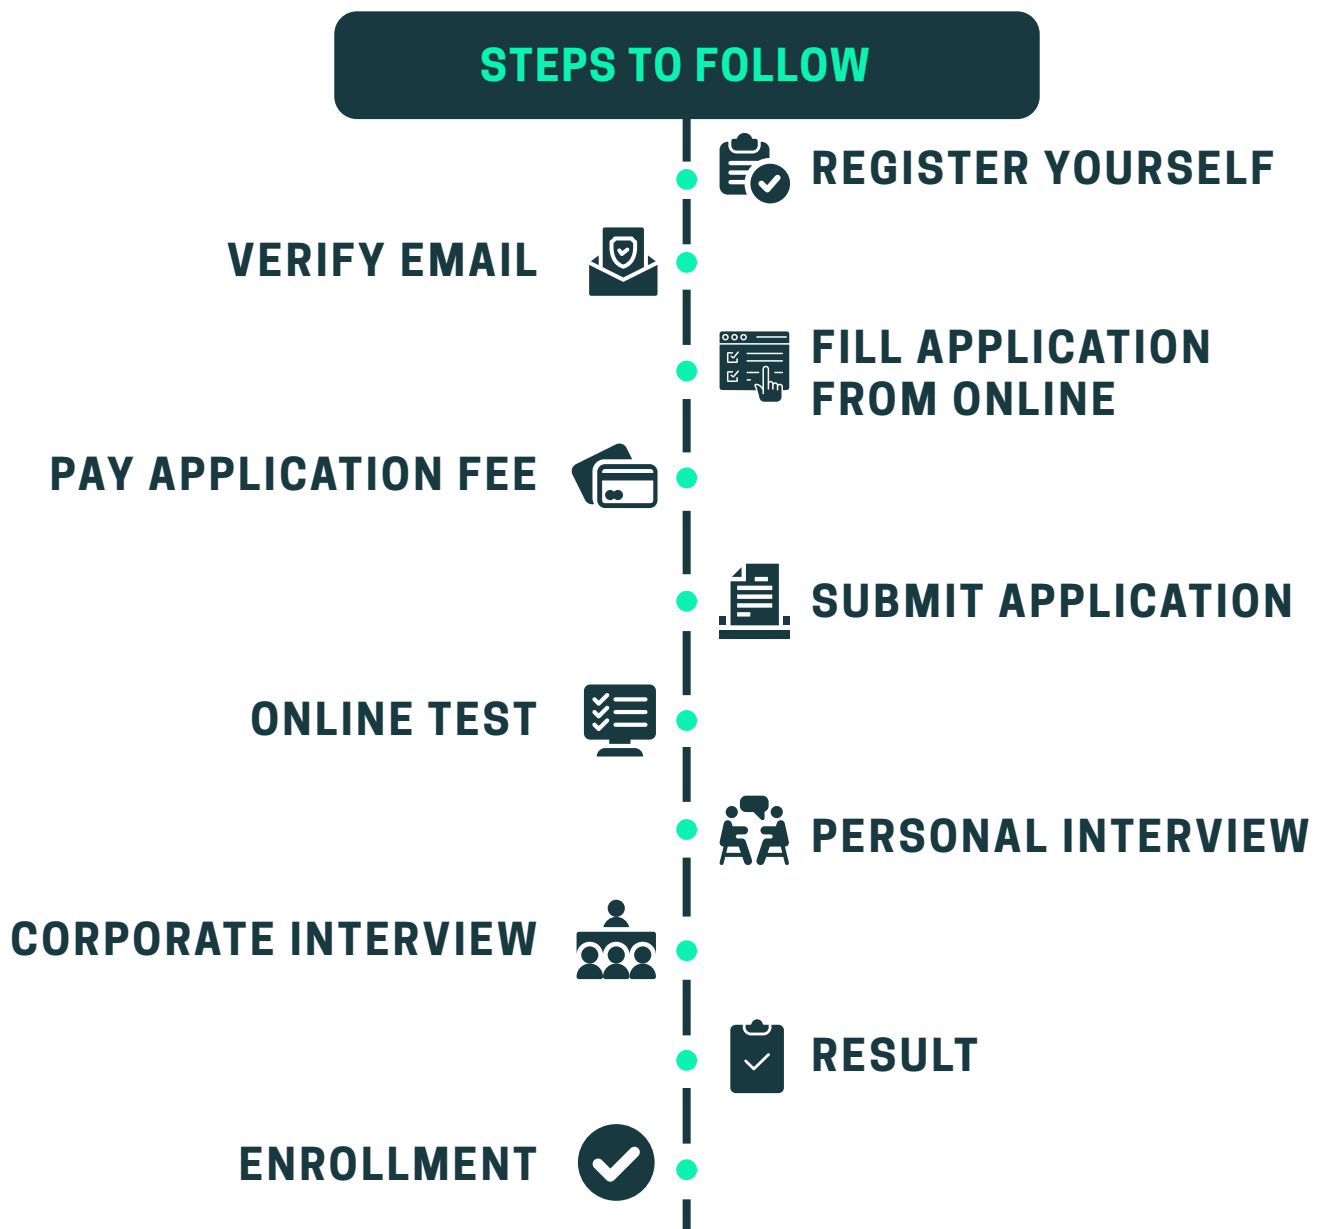 STEPS TO FOLLOW
REGISTER YOURSELF
VERIFY EMAIL
FILL APPLICATION
FROM ONLINE
PAY APPLICATION FEE
SUBMIT APPLICATION
ONLINE TEST
PERSONAL INTERVIEW
CORPORATE INTERVIEW
RESULT
ENROLLMENT